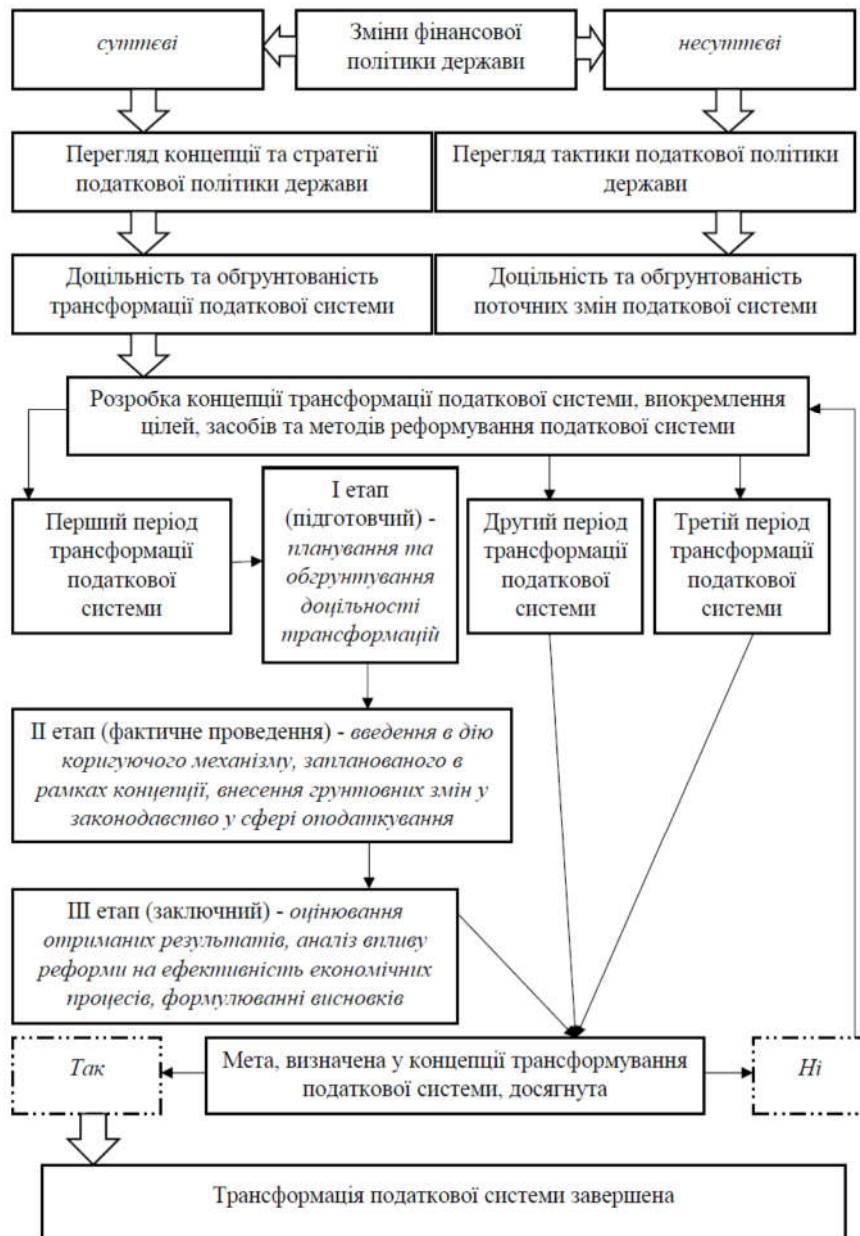 суттєві
Зміни фінансової
політики держави
несуттєві
Перегляд концепції та стратегії
податкової політики держави
Перегляд тактики податкової політики
держави
Доцільність та обгрунтованість
трансформації податкової системи
Доцільність та обгрунтованість
поточних змін податкової системи
Розробка концепції трансформації податкової системи, виокремлення
цілей, засобів та методів реформування податкової системи
Перший період
трансформації
податкової
системи
І етап
(підготовчий) -
планування та
обгрунтування
доцільності
трансформацій
Другий період
трансформації
податкової
системи
Третій період
трансформації
податкової
системи
ІІ етап (фактичне проведення) - введення в дію
коригуючого механізму, запланованого в
рамках концепції, внесення грунтовних змін у
законодавство у сфері оподаткування
ІІІ етап (заключний) - оцінювання
отриманих результатів, аналіз впливу
реформи на ефективність економічних
процесів, формулюванні висновків
Так
Мета, визначена у концепції трансформування
податкової системи, досягнута
Ні
Трансформація податкової системи завершена